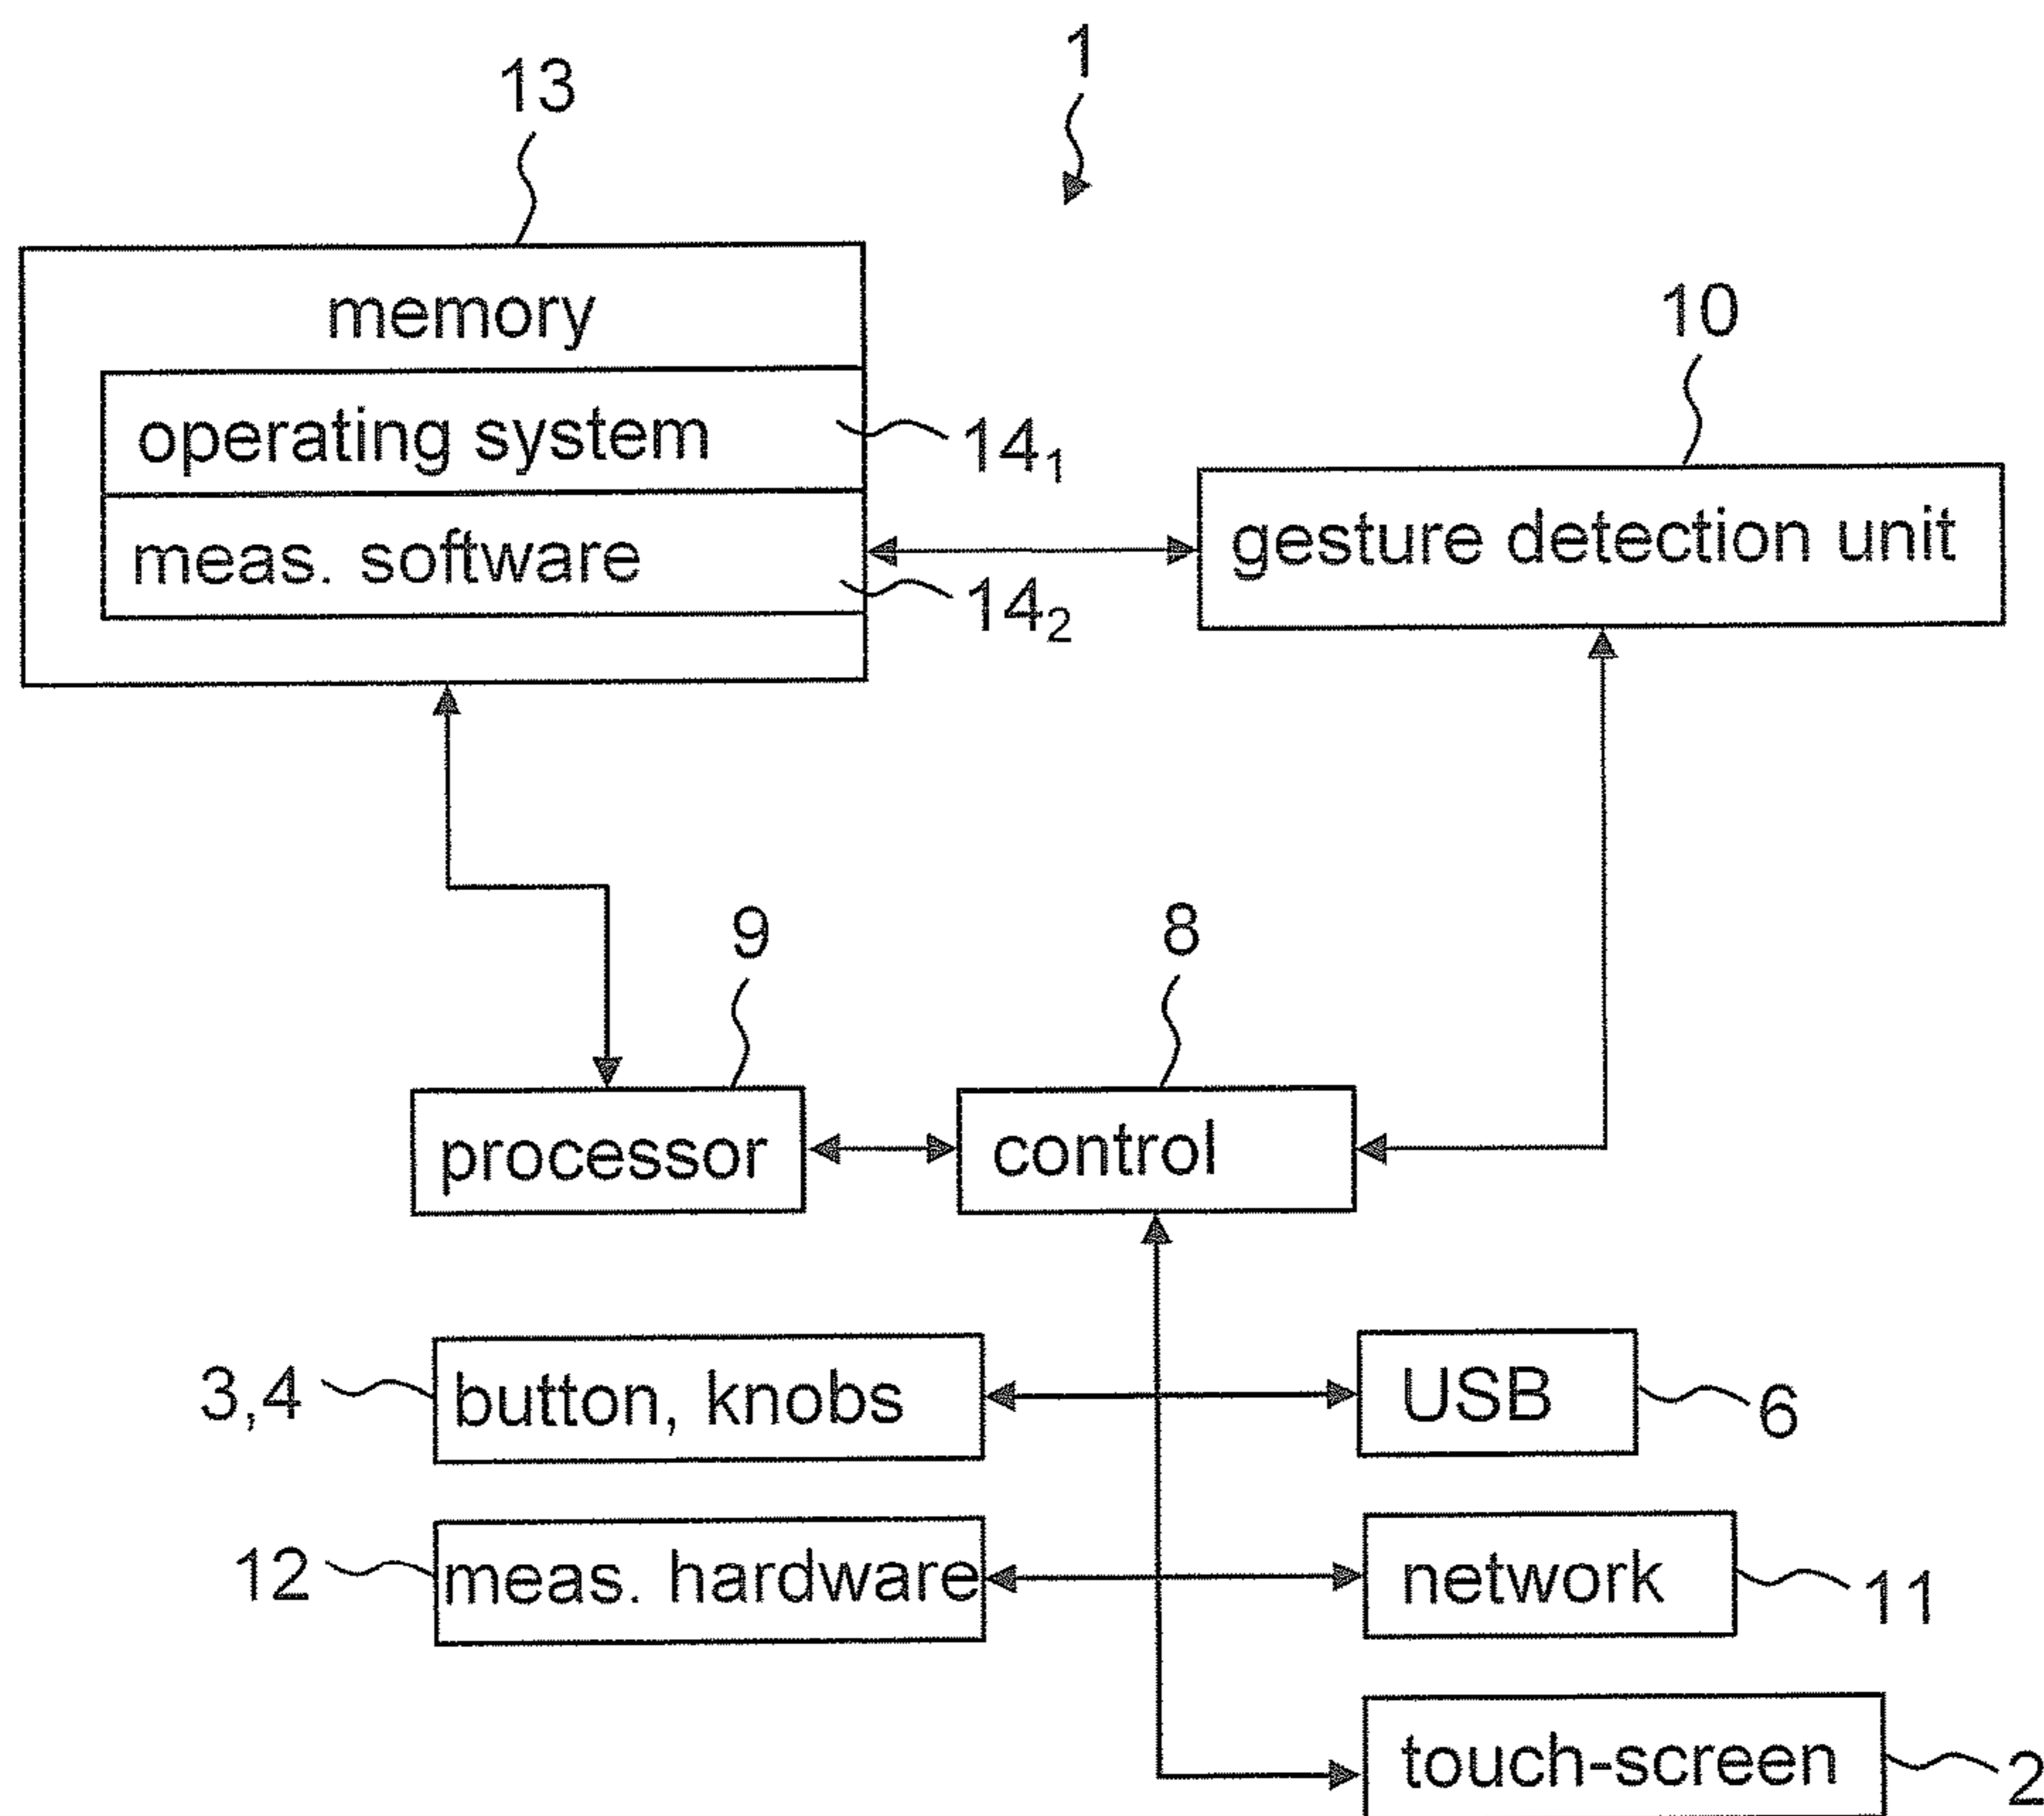 1
13
memory
10
operating system
14₁
gesture detection unit
meas. software
14₂
9
8
processor
control
3,4
button, knobs
USB
6
12
meas. hardware
network
11
touch-screen
2